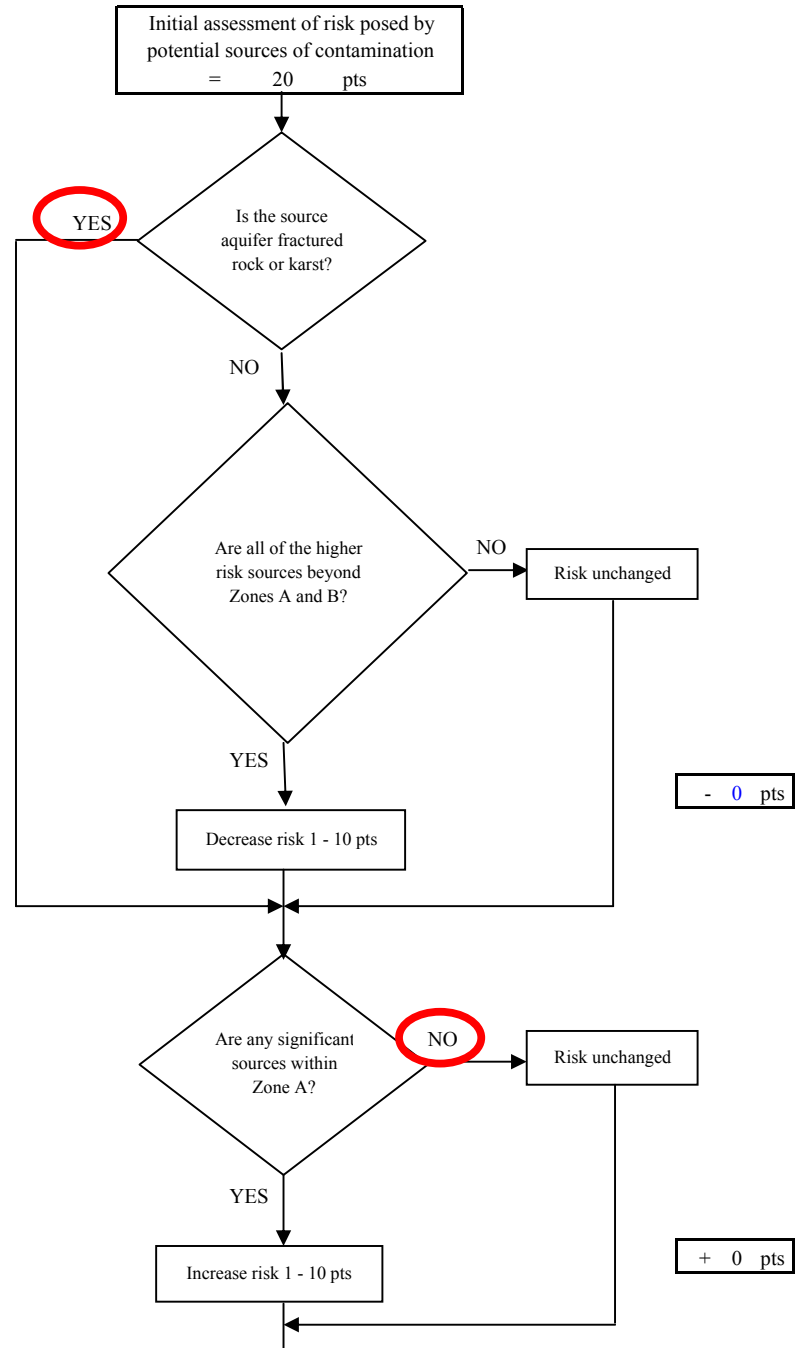 Initial assessment of risk posed by
potential sources of contamination
= 20 pts
YES
Is the source
aquifer fractured
rock or karst?
NO
Are all of the higher
risk sources beyond
Zones A and B?
NO
Risk unchanged
YES
- 0 pts
Decrease risk 1 - 10 pts
Are any significant
sources within
Zone A?
NO
Risk unchanged
YES
+ 0 pts
Increase risk 1 - 10 pts